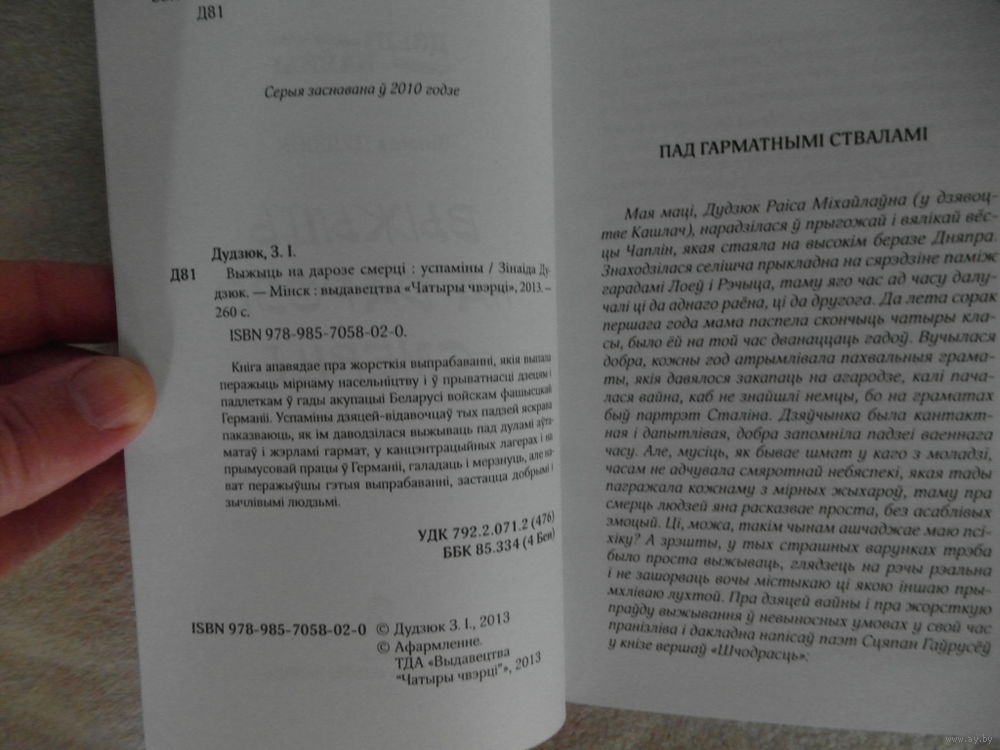 Д81
Серыя заснавана ў 2010 годзе
Дудзюк, З. І.
Д81 Выжыць на дарозе смерці : успаміны / Зінаіда Ду-
дзюк. — Мінск : выдавецтва «Чатыры чвэрці», 2013. –
260 с.
ISBN 978-985-7058-02-0.
Кніга апавядае пра жорсткія выпрабаванні, якія выпала
перажыць мірнаму насельніцтву і ў прыватнасці дзецям і
падлеткам ў гады акупацыі Беларусі войскам фашысцкай
Германіі. Успаміны дзяцей-відавочцаў тых падзей яскрава
паказваюць, як ім даводзілася выжываць пад дуламі аўта-
матаў і жэрламі гармат, у канцэнтрацыйных лагерах і на
прымусовай працы ў Германіі, галадаць і мерзнуць, але на-
ват перажыўшы гэтыя выпрабаванні, застацца добрымі і
зычлівымі людзьмі.
УДК 792.2.071.2 (476)
ББК 85.334 (4 Беи)
ISBN 978-985-7058-02-0
© Дудзюк З. І., 2013
© Афармленне.
ТДА «Выдавецтва
“Чатыры чвэрці”», 2013
ПАД ГАРМАТНЫМІ СТВАЛАМІ
Мая маці, Дудзюк Раіса Міхайлаўна (у дзявоц-
тве Кашлач), нарадзілася ў прыгожай і вялікай вёс-
цы Чаплін, якая стаяла на высокім беразе Дняпра.
Знаходзілася селішча прыкладна на сярэдзіне паміж
гарадамі Лоеў і Рэчыца, таму яго час ад часу далу-
чалі ці да аднаго раёна, ці да другога. Да лета сорак
першага года мама паспела скончыць чатыры кла-
сы, было ёй на той час дванаццаць гадоў. Вучылася
добра, кожны год атрымлівала пахвальныя грама-
ты, якія давялося закапаць на агародзе, калі пача-
лася вайна, каб не знайшлі немцы, бо на граматах
быў партрэт Сталіна. Дзяўчынка была кантакт-
ная і дапытлівая, добра запомніла падзеі ваеннага
часу. Але, мусіць, як бывае шмат у каго з моладзі,
часам не адчувала смяротнай небяспекі, якая тады
пагражала кожнаму з мірных жыхароў, таму пра
смерць людзей яна расказвае проста, без асаблівых
эмоцый. Ці, можа, такім чынам ашчаджае маю псі-
хіку? А зрэшты, у тых страшных варунках трэба
было проста выжываць, глядзець на рэчы рэальна
і не зашорваць вочы містыкаю ці якою іншаю пры-
мхліваю лухтой. Пра дзяцей вайны і пра жорсткую
праўду выжывання ў невыносных умовах у свой час
пранізліва і дакладна напісаў паэт Сцяпан Гаўрусёў
у кнізе вершаў «Шчодрасць»:
www.ay.by